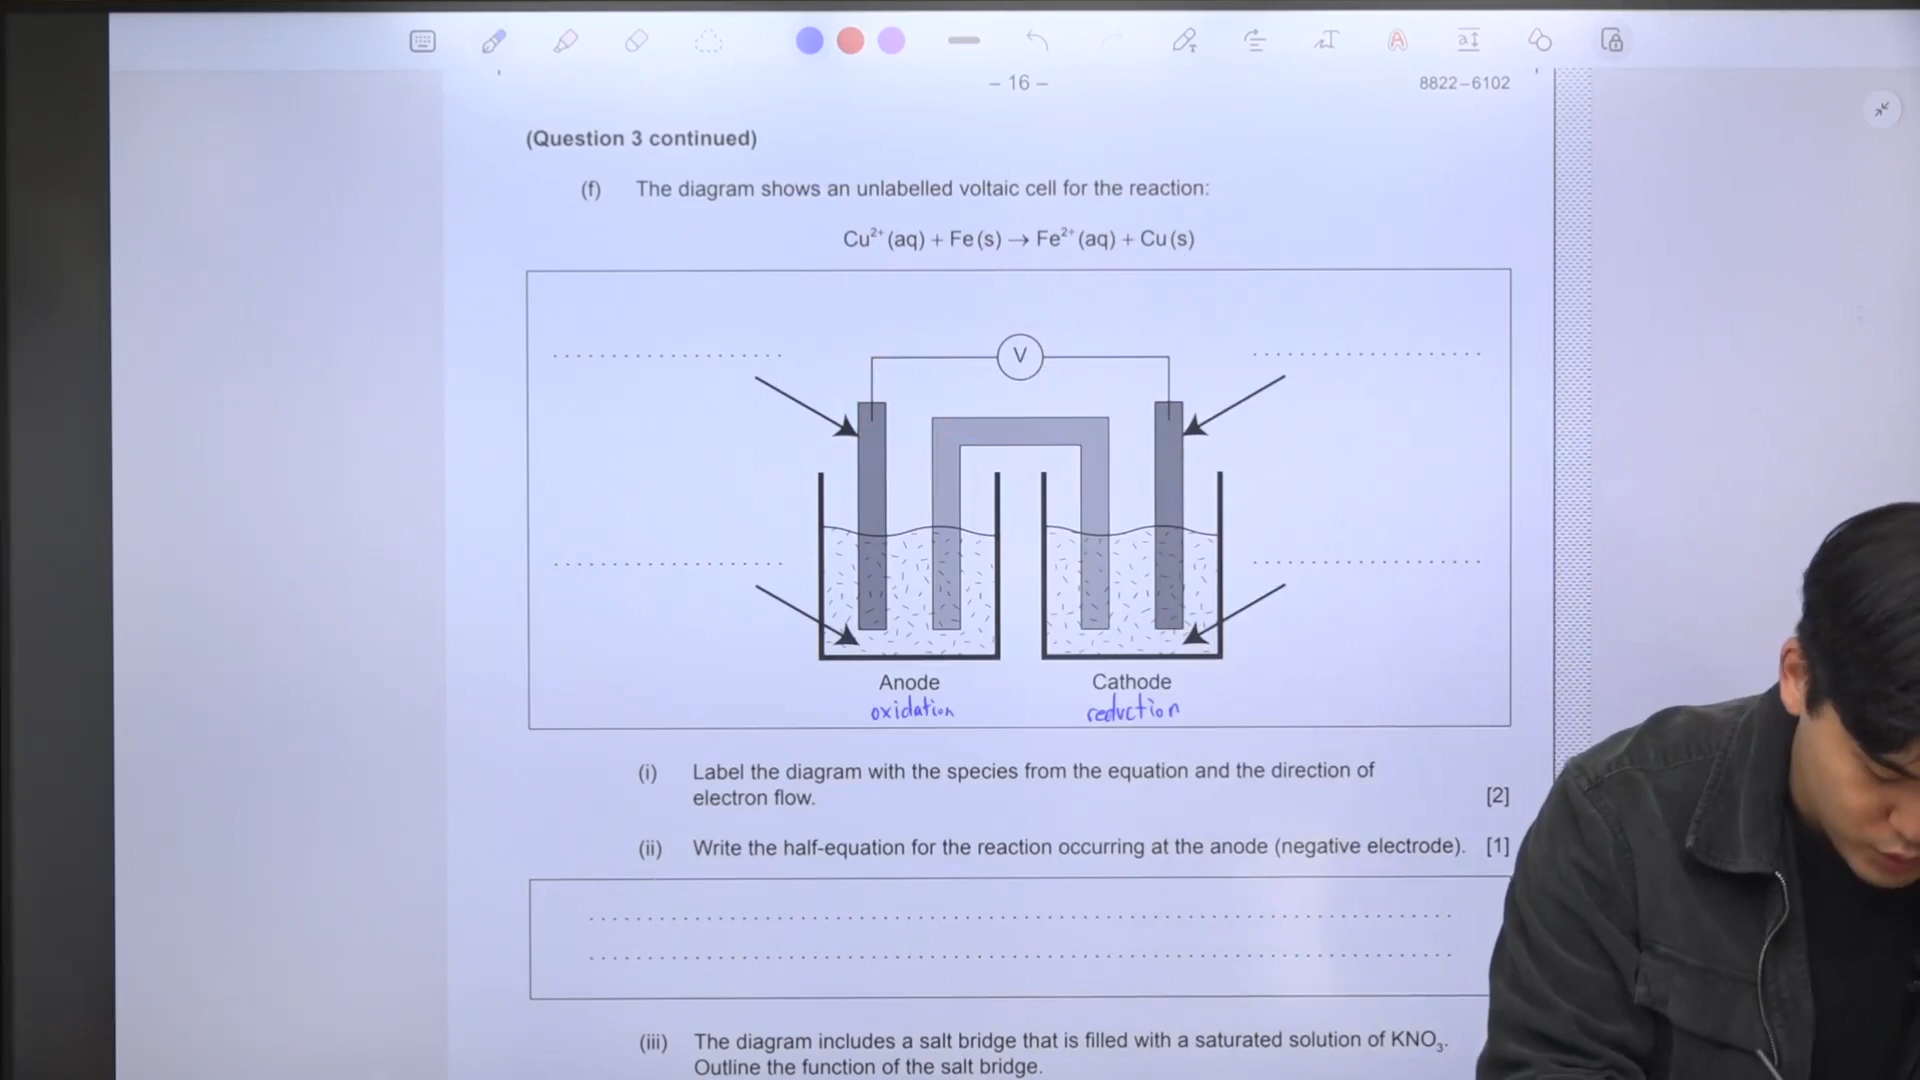 – 16 –
8822–6102
(Question 3 continued)
(f) The diagram shows an unlabelled voltaic cell for the reaction:
Cu²⁺ (aq) + Fe (s) → Fe²⁺ (aq) + Cu (s)
V
Anode
Cathode
oxidation
reduction
(i) Label the diagram with the species from the equation and the direction of
electron flow. [2]
(ii) Write the half-equation for the reaction occurring at the anode (negative electrode). [1]
(iii) The diagram includes a salt bridge that is filled with a saturated solution of KNO₃.
Outline the function of the salt bridge.